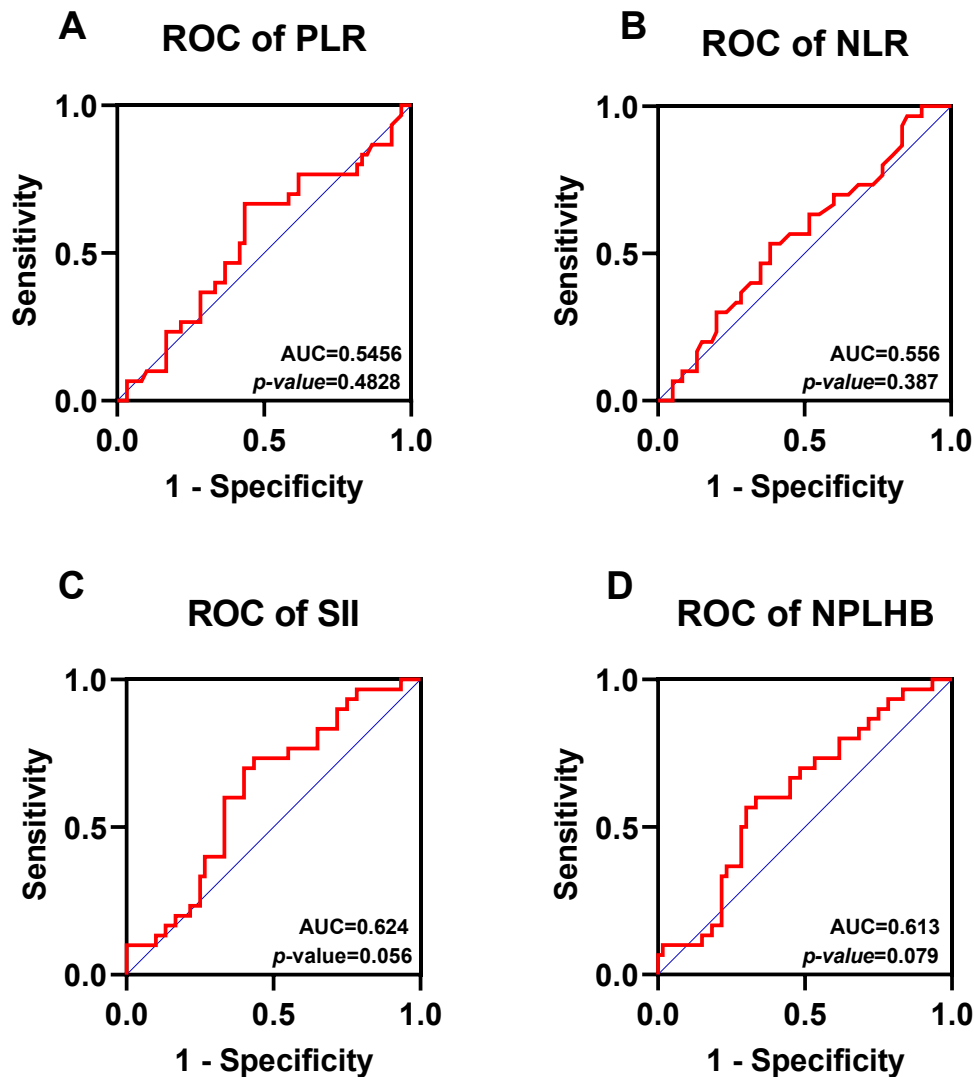 A
ROC of PLR
1.0
0.5
0.0
Sensitivity
AUC=0.5456
p-value=0.4828
0.0 0.5 1.0
1 - Specificity
B
ROC of NLR
1.0
0.5
0.0
Sensitivity
AUC=0.556
p-value=0.387
0.0 0.5 1.0
1 - Specificity
C
ROC of SII
1.0
0.5
0.0
Sensitivity
AUC=0.624
p-value=0.056
0.0 0.5 1.0
1 - Specificity
D
ROC of NPLHB
1.0
0.5
0.0
Sensitivity
AUC=0.613
p-value=0.079
0.0 0.5 1.0
1 - Specificity